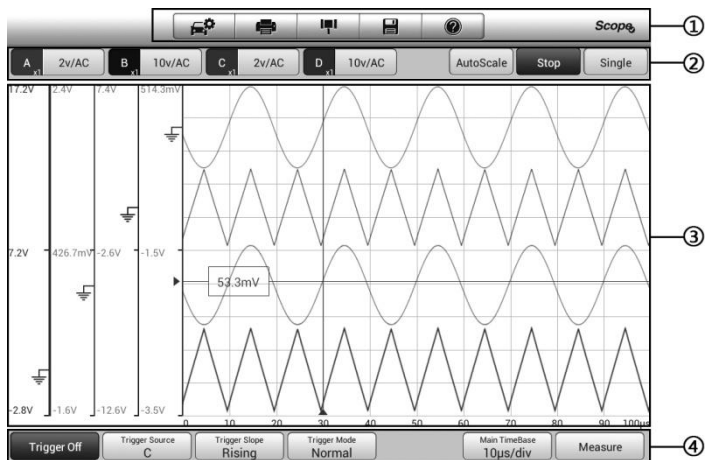 Scope ①
A x1 2v/AC B x1 10v/AC C x1 2v/AC D x1 10v/AC AutoScale Stop Single ②
17.2V 2.4V 7.4V 514.3mV
③
7.2V 426.7mV -2.6V -1.5V
53.3mV
-2.8V -1.6V -12.6V -3.5V
0 10 20 30 40 50 60 70 80 90 100µs
Trigger Off Trigger Source Trigger Slope Trigger Mode Main TimeBase Measure ④
C Rising Normal 10µs/div